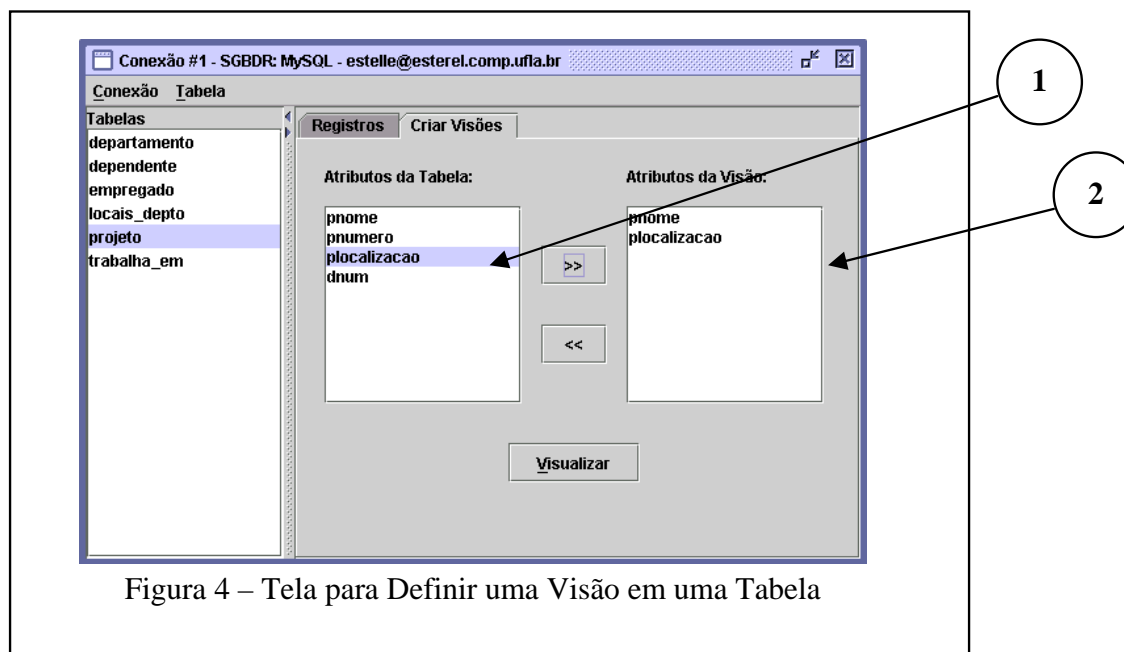 Conexão #1 - SGBDR: MySQL - estelle@esterel.comp.ufla.br
Conexão Tabela
Tabelas
departamento
dependente
empregado
locais_depto
projeto
trabalha_em
Registros Criar Visões
Atributos da Tabela:
pnome
pnumero
plocalizacao
dnum
>>
<<
Atributos da Visão:
pnome
plocalizacao
Visualizar
1
2
Figura 4 – Tela para Definir uma Visão em uma Tabela